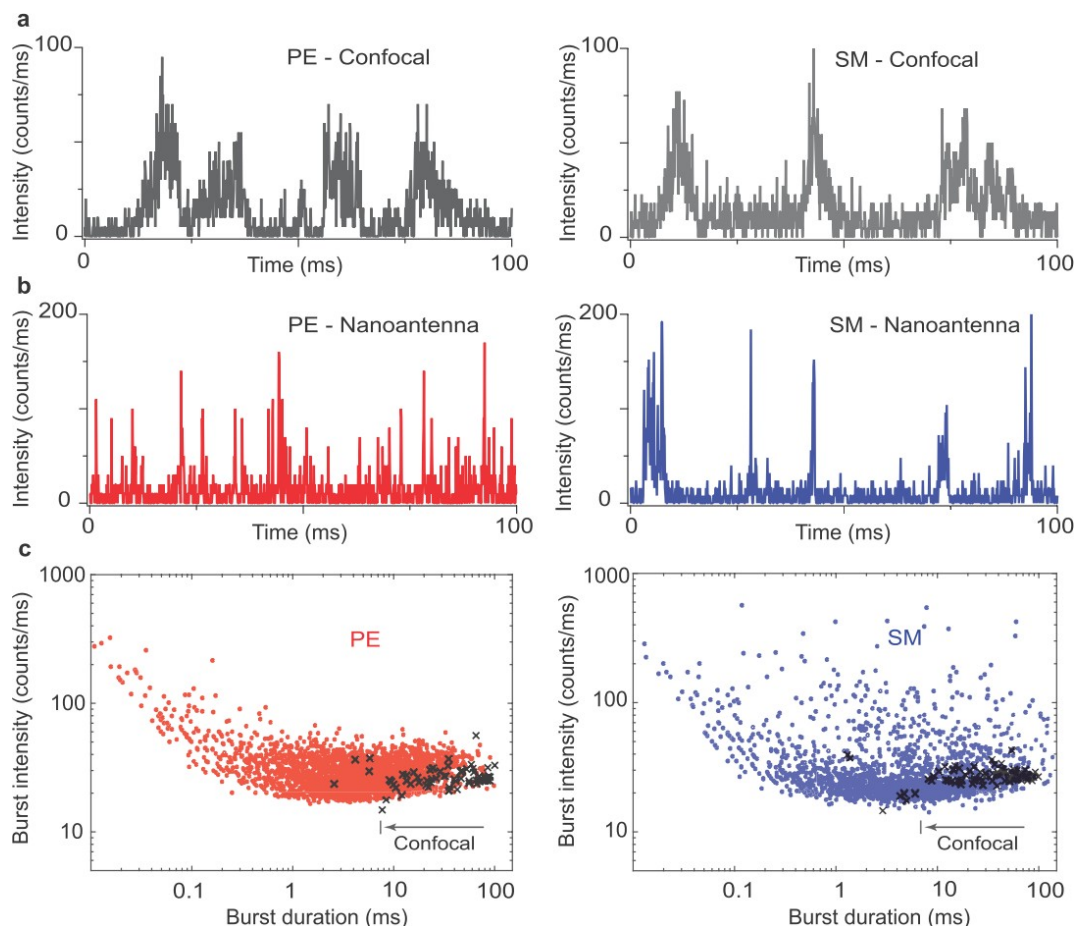 a
PE - Confocal
Intensity (counts/ms)
100
0
0
100
Time (ms)
SM - Confocal
Intensity (counts/ms)
100
0
0
100
Time (ms)
b
PE - Nanoantenna
Intensity (counts/ms)
200
0
0
100
Time (ms)
SM - Nanoantenna
Intensity (counts/ms)
200
0
0
100
Time (ms)
c
PE
Burst intensity (counts/ms)
1000
100
10
Confocal
0.1
1
10
100
Burst duration (ms)
SM
Burst intensity (counts/ms)
1000
100
10
Confocal
0.1
1
10
100
Burst duration (ms)